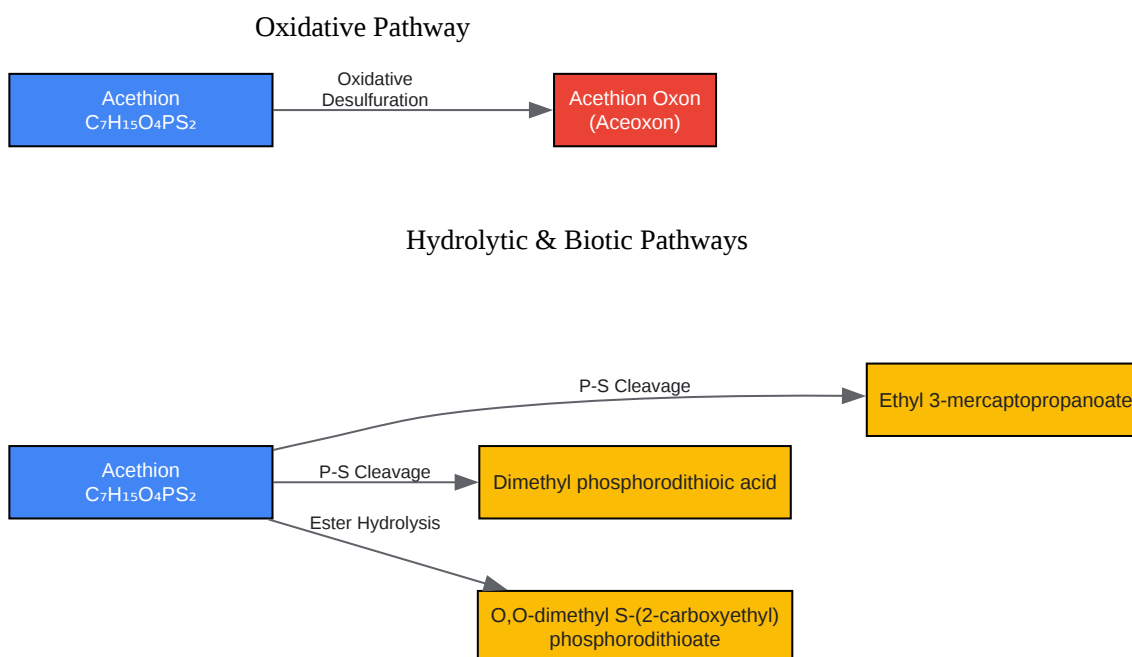 Oxidative Pathway
Acethion
C₇H₁₅O₄PS₂
Oxidative
Desulfuration
Acethion Oxon
(Aceoxon)
Hydrolytic & Biotic Pathways
P-S Cleavage
Ethyl 3-mercaptopropanoate
Acethion
C₇H₁₅O₄PS₂
P-S Cleavage
Dimethyl phosphorodithioic acid
Ester Hydrolysis
O,O-dimethyl S-(2-carboxyethyl)
phosphorodithioate